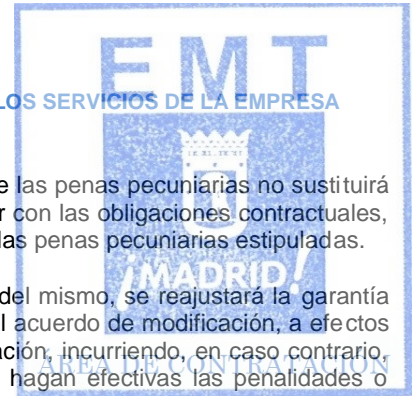 EMT
LOS SERVICIOS DE LA EMPRESA
e las penas pecuniarias no sustituirá
r con las obligaciones contractuales,
las penas pecuniarias estipuladas.
¡MADRID!
del mismo, se reajustará la garantía
l acuerdo de modificación, a efectos
ación, incurriendo, en caso contrario,
ÁREA DE CONTRATACIÓN
hagan efectivas las penalidades o